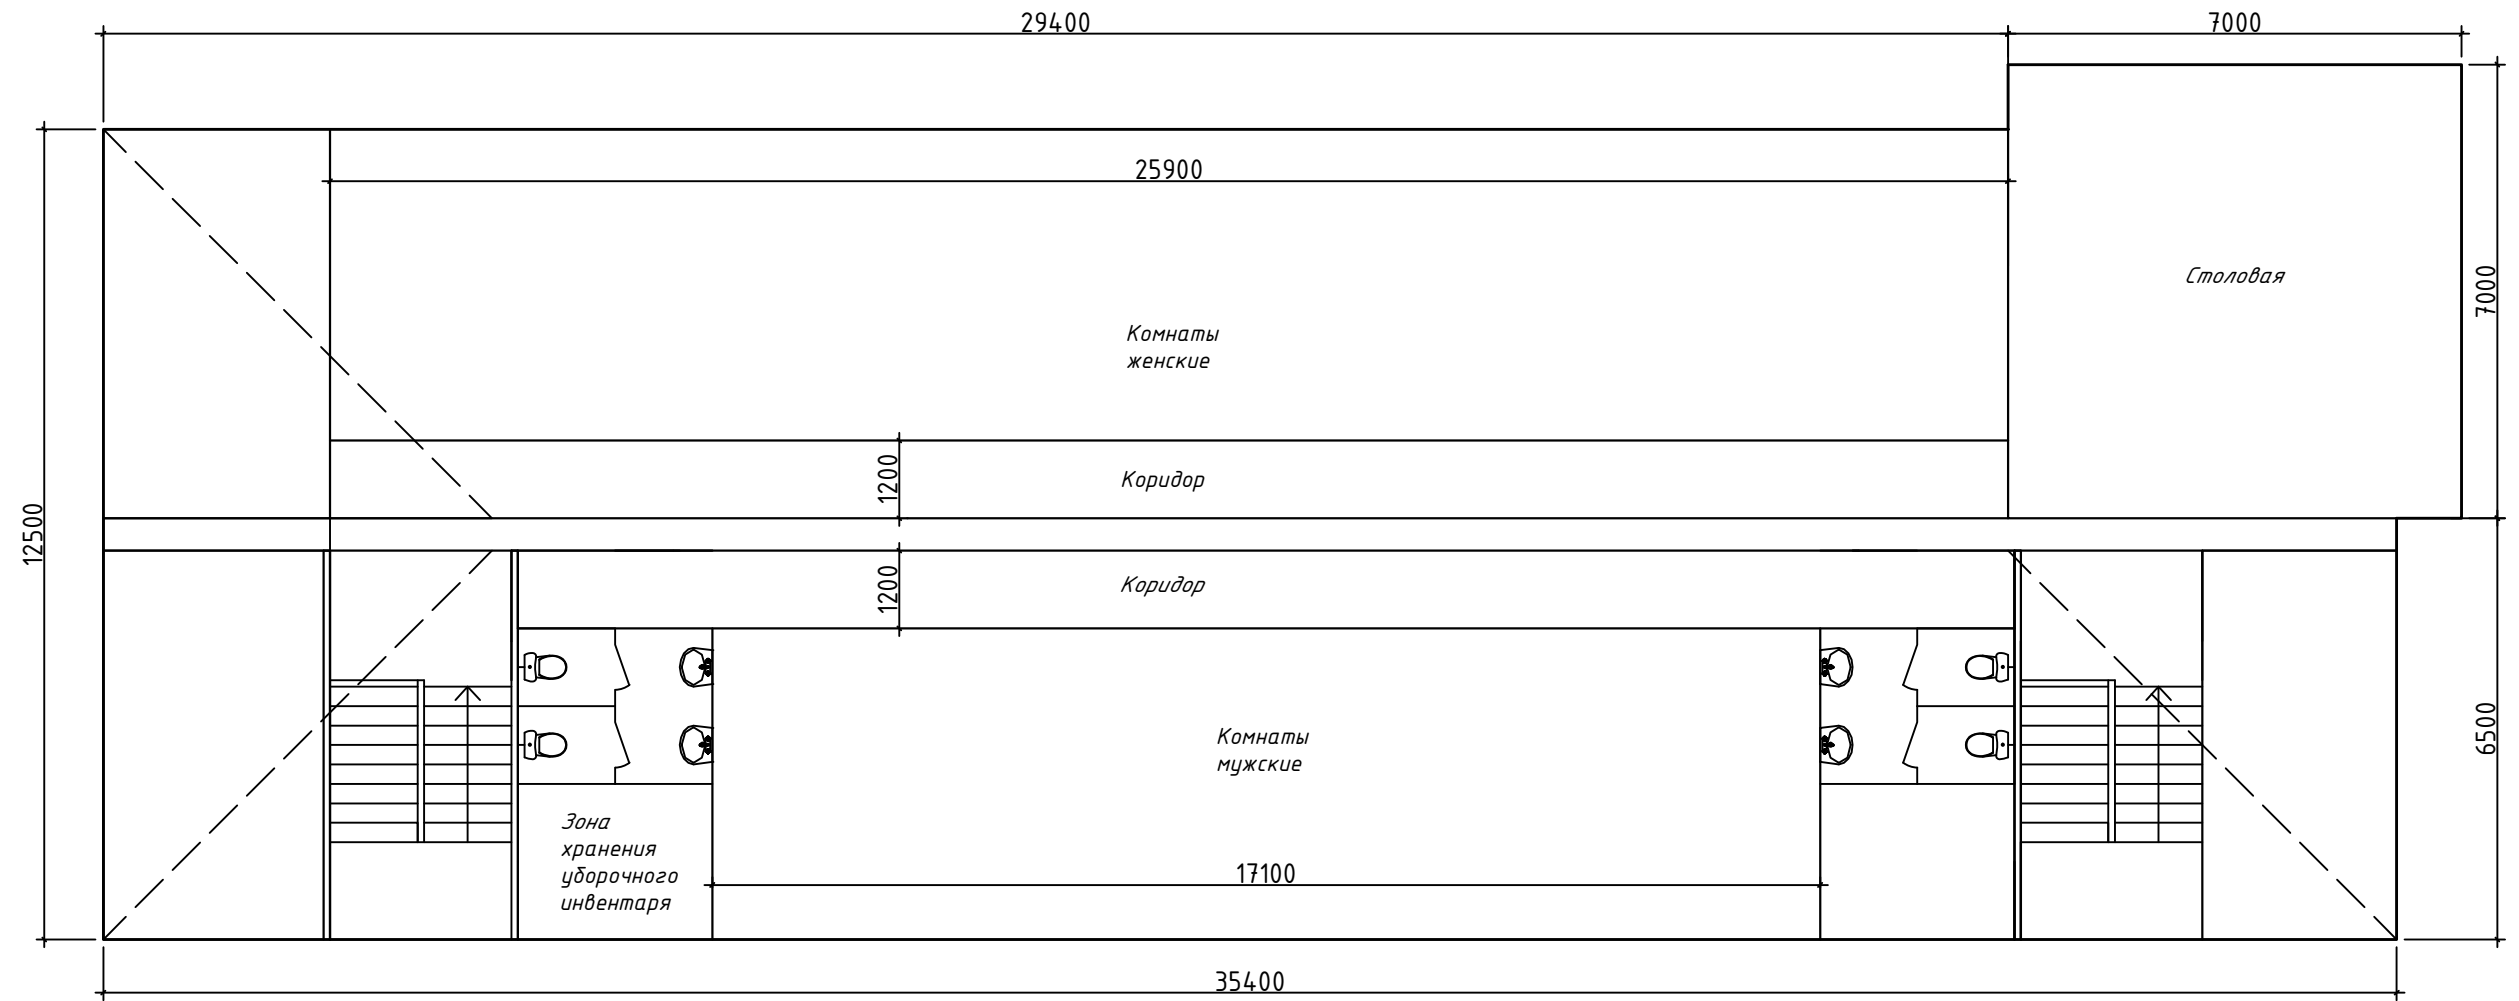 29400
7000
25900
Столовая
7000
Комнаты
женские
1200
Коридор
12500
1200
Коридор
Комнаты
мужские
6500
Зона
хранения
уборочного
инвентаря
17100
35400